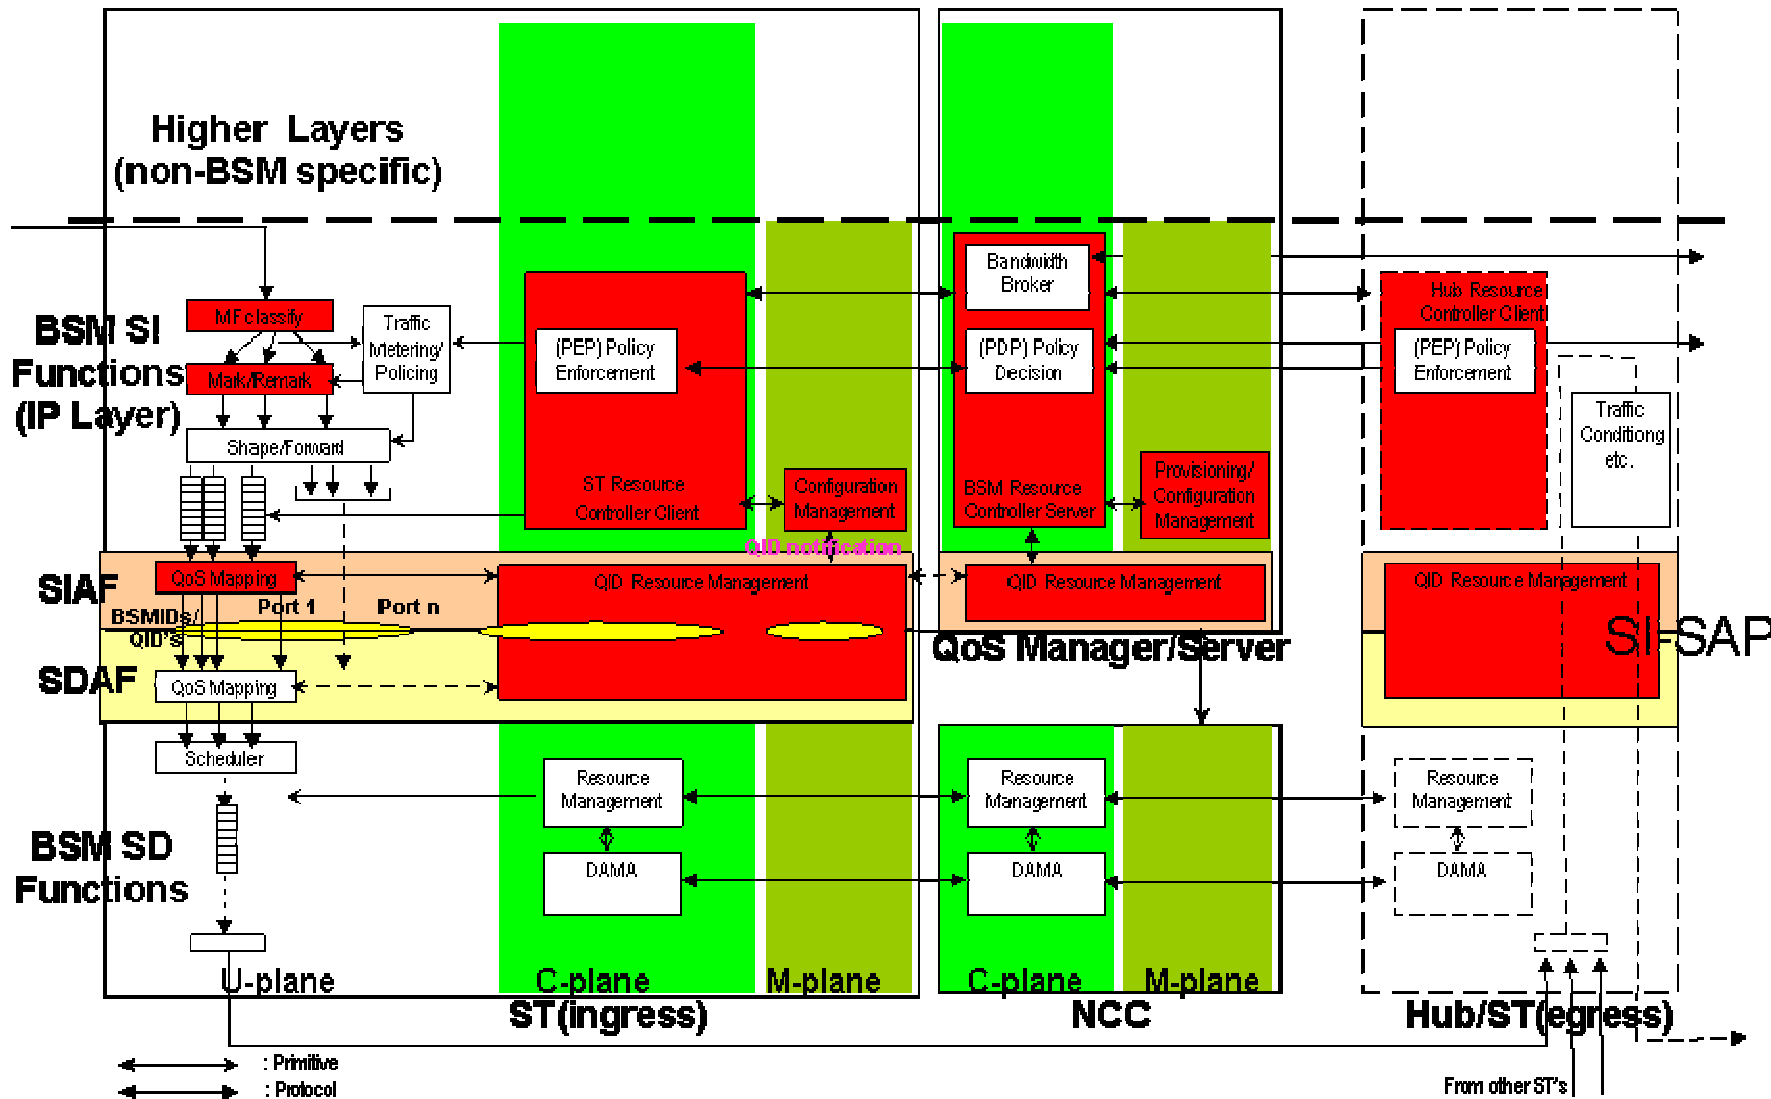 Higher Layers
(non-BSM specific)
BSM SI
Functions
(IP Layer)
MF classify
Mark/Remark
Traffic
Metering/
Policing
Shape/Forward
(PEP) Policy
Enforcement
ST Resource
Controller Client
Configuration
Management
QID notification
Bandwidth
Broker
(PDP) Policy
Decision
BSM Resource
Controller Server
Provisioning/
Configuration
Management
Hub Resource
Controller Client
(PEP) Policy
Enforcement
Traffic
Conditiong
etc.
SIAF
QoS Mapping
BSMIDs/
QID's
Port 1
Port n
QID Resource Management
QID Resource Management
QID Resource Management
QoS Manager/Server
SI-SAP
SDAF
QoS Mapping
Scheduler
BSM SD
Functions
Resource
Management
DAMA
Resource
Management
DAMA
Resource
Management
DAMA
U-plane
C-plane
M-plane
C-plane
M-plane
ST(ingress)
NCC
Hub/ST(egress)
: Primitive
: Protocol
From other ST's